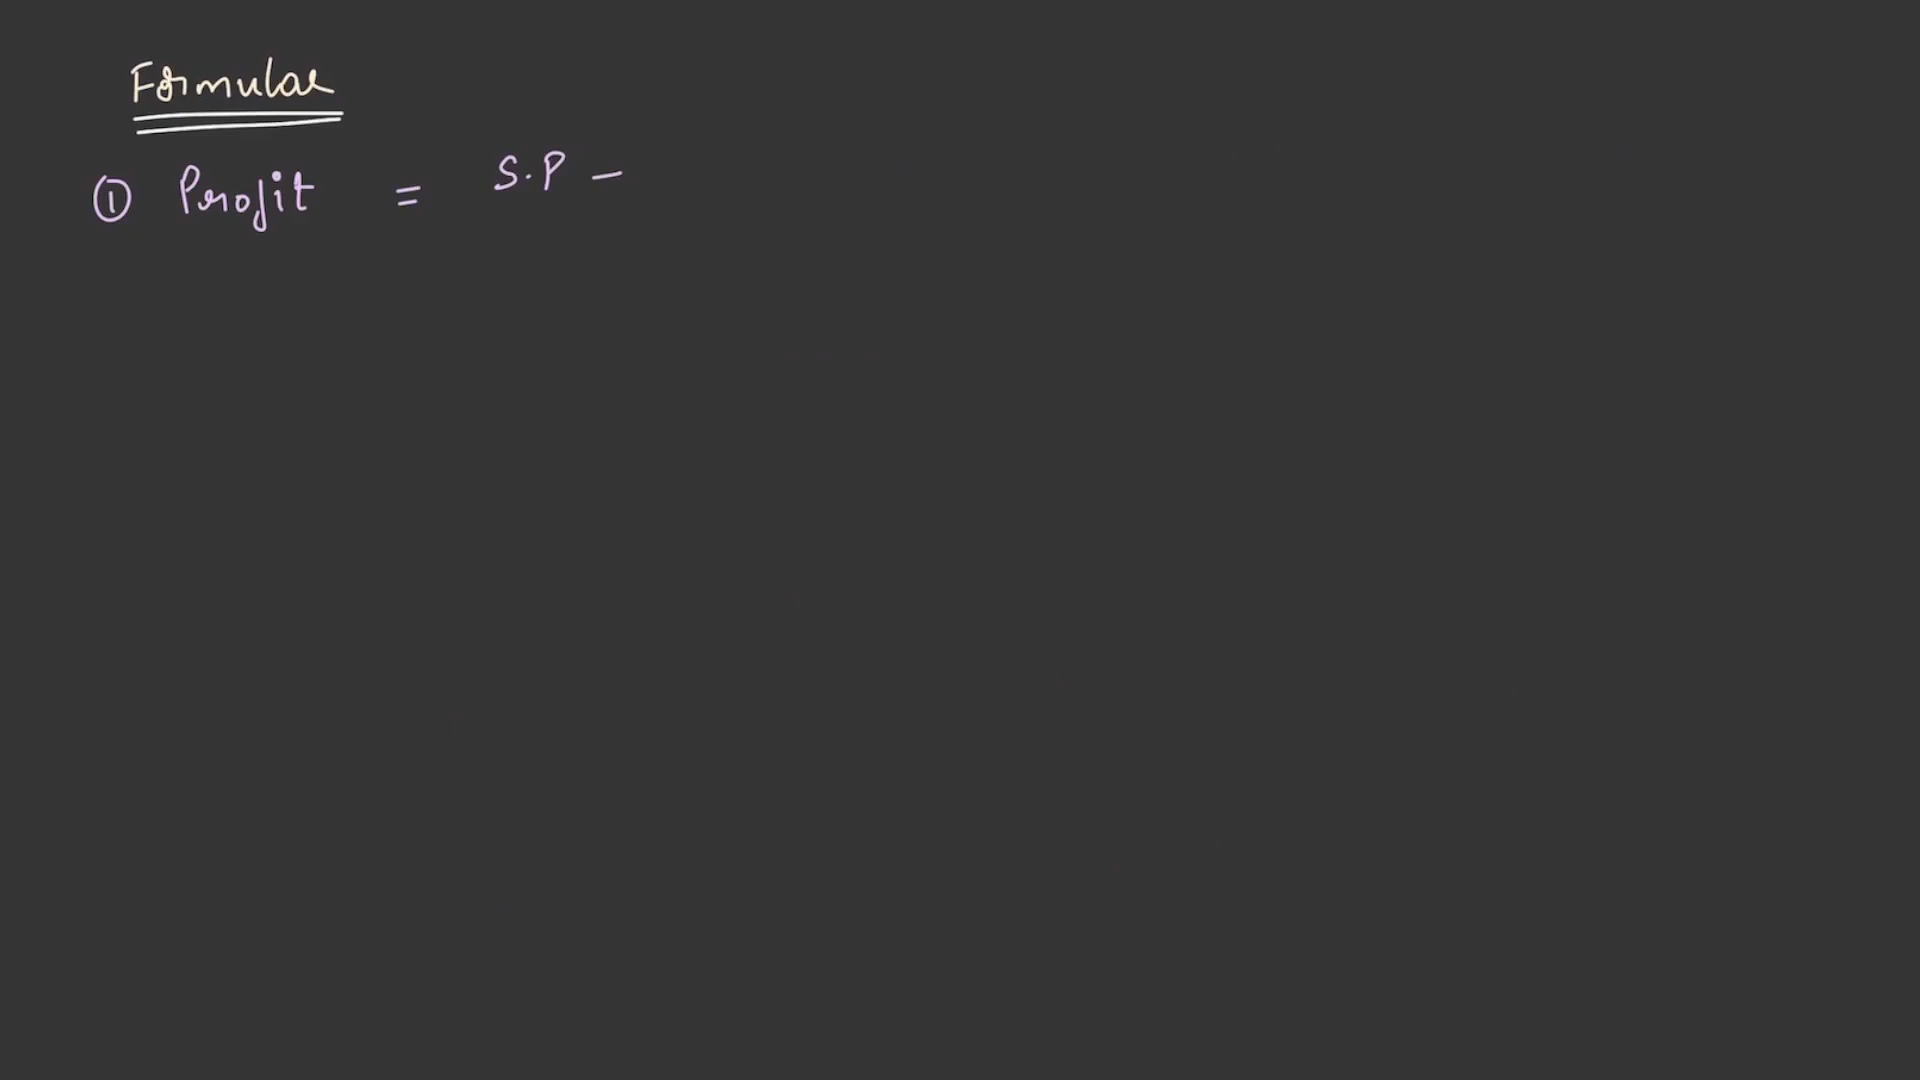 Formulae
① Profit = S.P -